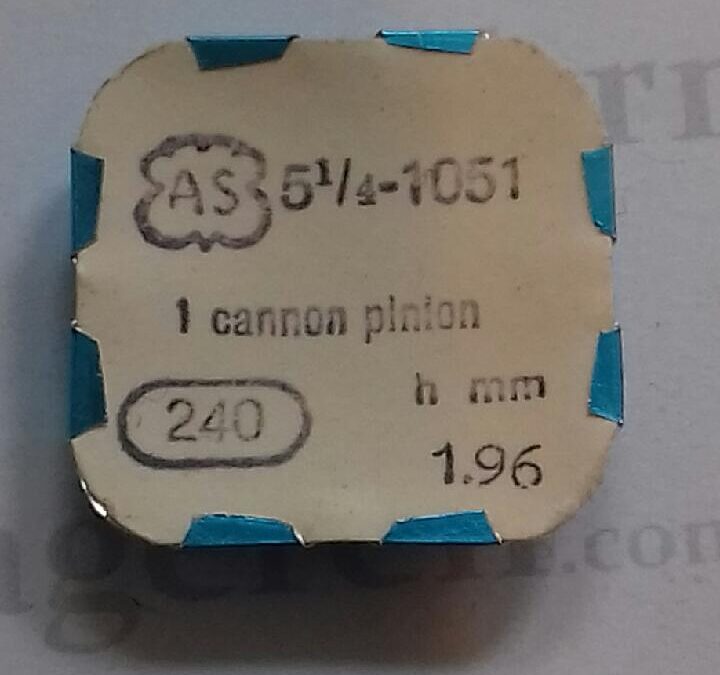 AS 5¹/₄-1051
1 cannon pinion
240
h mm
1.96